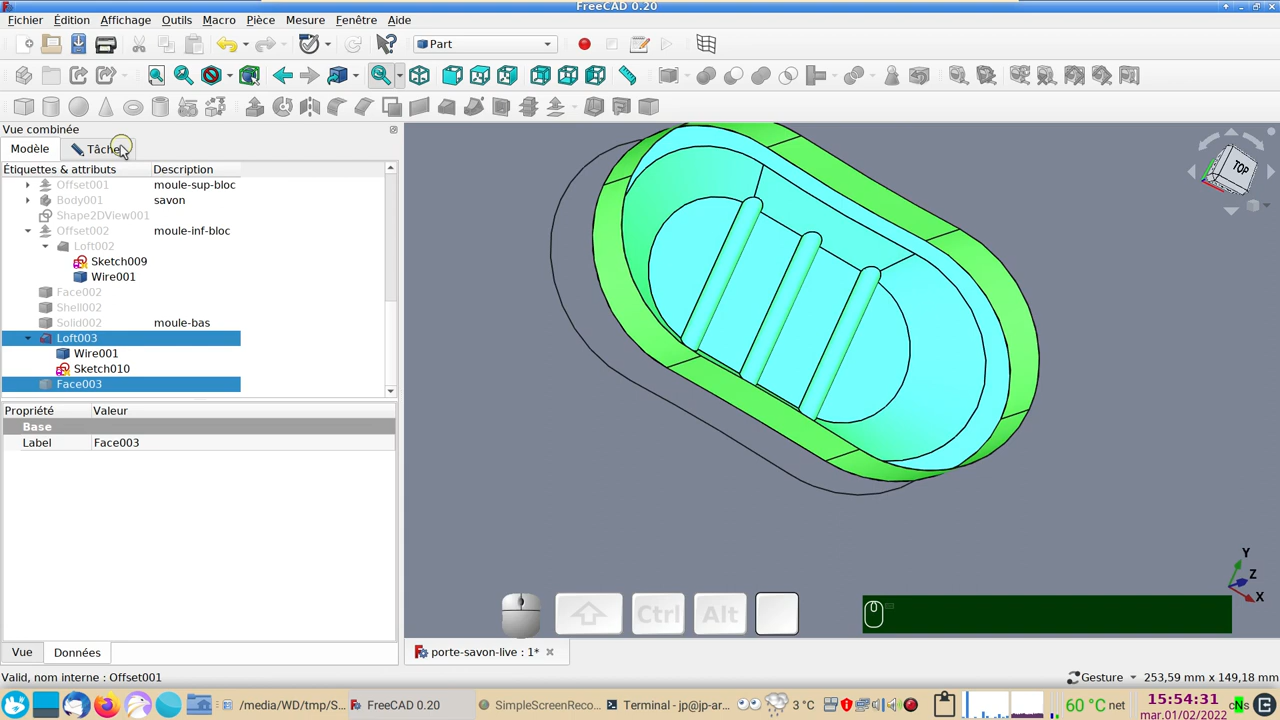 FreeCAD 0.20
Fichier Édition Affichage Outils Macro Pièce Mesure Fenêtre Aide
Part
Vue combinée
Modèle Tâches
Étiquettes & attributs Description
Offset001 moule-sup-bloc
Body001 savon
Shape2DView001
Offset002 moule-inf-bloc
Loft002
Sketch009
Wire001
Face002
Shell002
Solid002 moule-bas
Loft003
Wire001
Sketch010
Face003
Propriété Valeur
Base
Label Face003
TOP
Y
Z
X
Ctrl Alt
Vue Données
porte-savon-live : 1*
Valid, nom interne : Offset001
Gesture 253,59 mm x 149,18 mm
/media/WD/tmp/S... FreeCAD 0.20 SimpleScreenReco... Terminal - jp@jp-ar... 3 °C 60 °C net 15:54:31
mar.01/02/2022
cNs